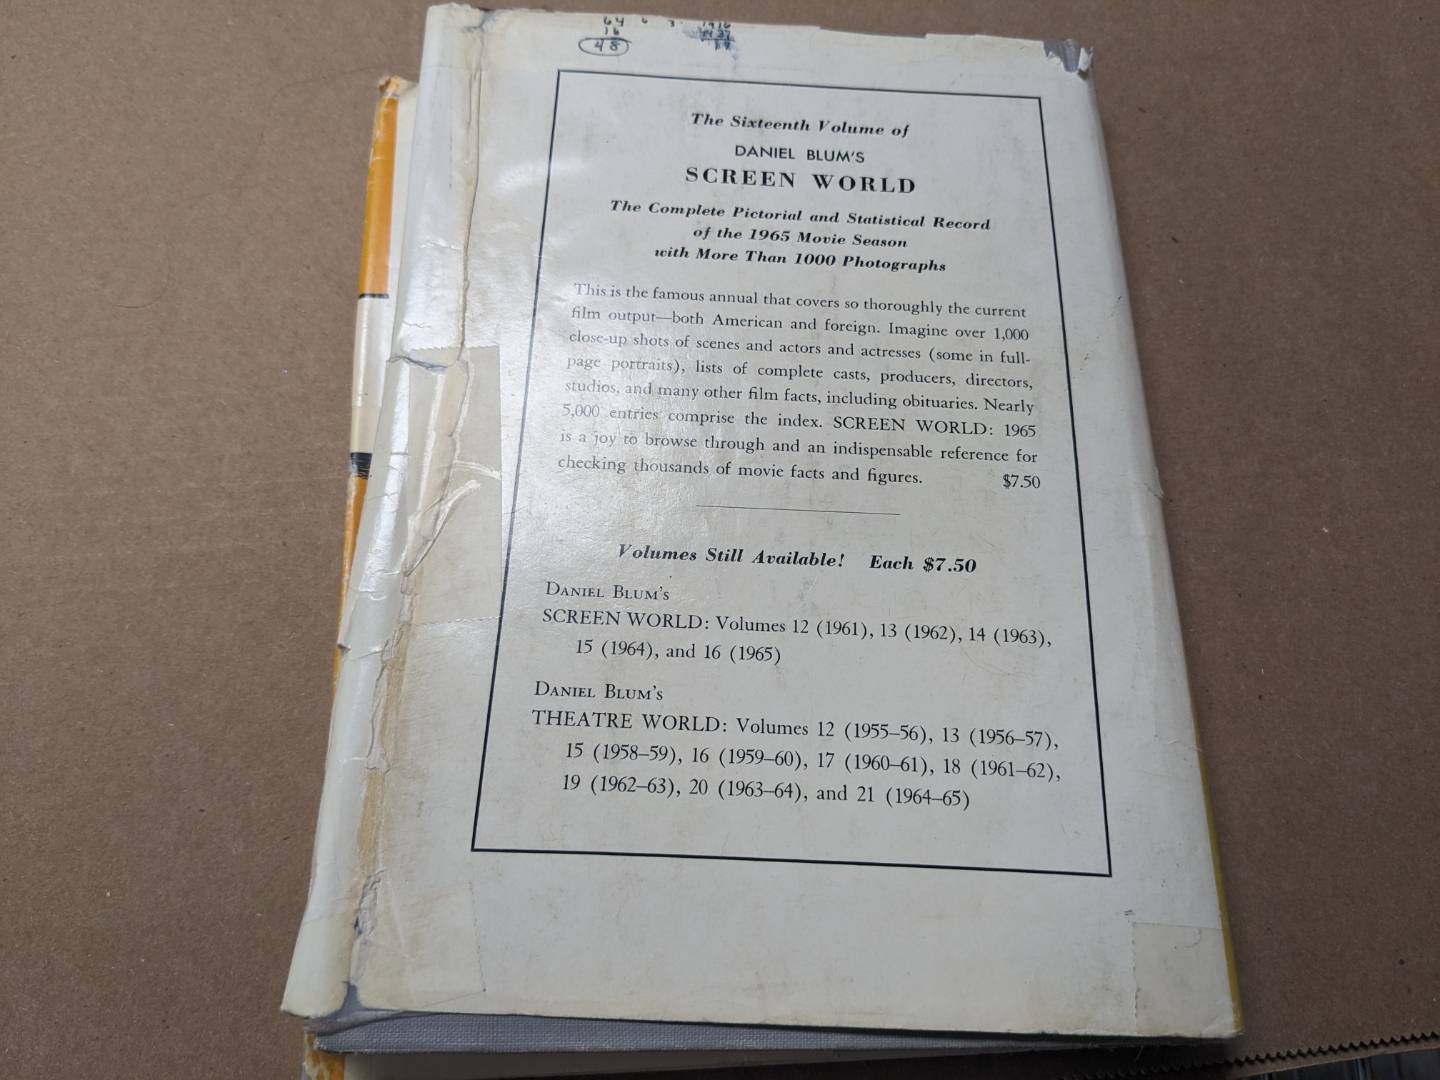 64
16
48
The Sixteenth Volume of
DANIEL BLUM'S
SCREEN WORLD
The Complete Pictorial and Statistical Record
of the 1965 Movie Season
with More Than 1000 Photographs
This is the famous annual that covers so thoroughly the current
film output—both American and foreign. Imagine over 1,000
close-up shots of scenes and actors and actresses (some in full-
page portraits), lists of complete casts, producers, directors,
studios, and many other film facts, including obituaries. Nearly
5,000 entries comprise the index. SCREEN WORLD: 1965
is a joy to browse through and an indispensable reference for
checking thousands of movie facts and figures. $7.50
Volumes Still Available! Each $7.50
DANIEL BLUM'S
SCREEN WORLD: Volumes 12 (1961), 13 (1962), 14 (1963),
15 (1964), and 16 (1965)
DANIEL BLUM'S
THEATRE WORLD: Volumes 12 (1955–56), 13 (1956–57),
15 (1958–59), 16 (1959–60), 17 (1960–61), 18 (1961–62),
19 (1962–63), 20 (1963–64), and 21 (1964–65)